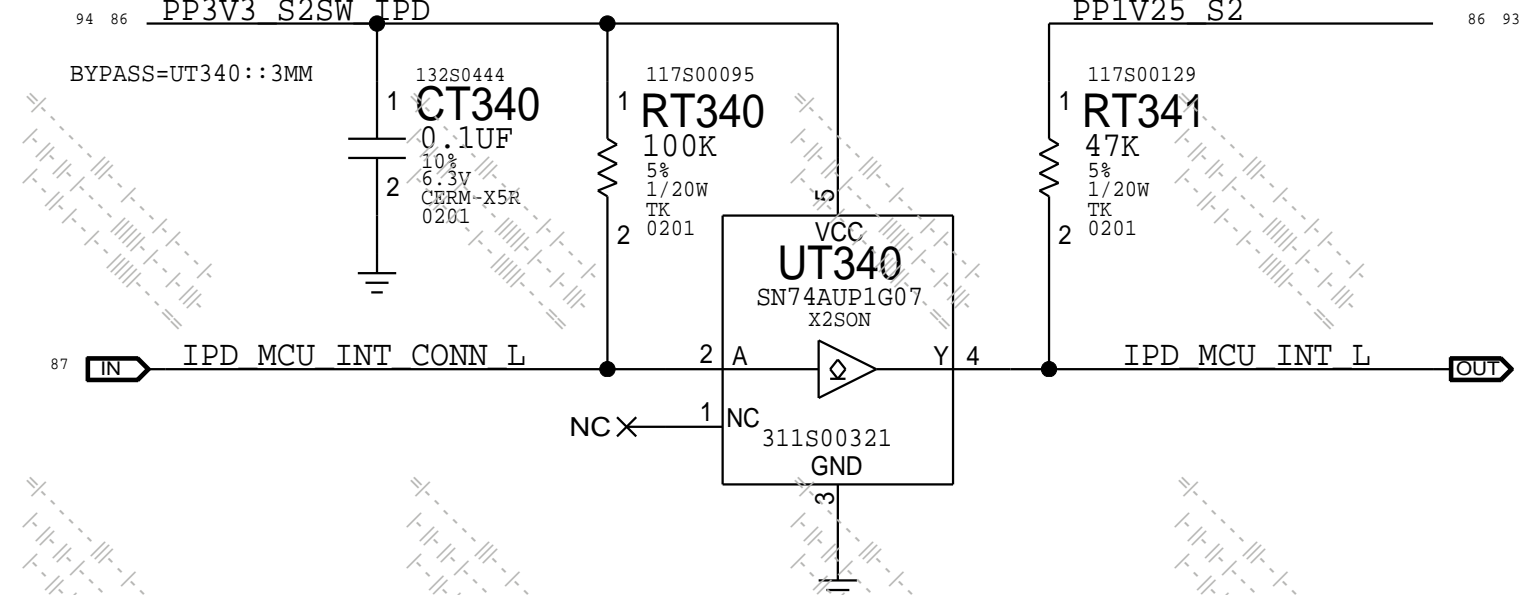 94 86 PP3V3_S2SW_IPD
PP1V25_S2 86 93
BYPASS=UT340::3MM
132S0444
1 CT340
0.1UF
10%
6.3V
2 CERM-X5R
0201
117S00095
1 RT340
100K
5%
1/20W
TK
2 0201
117S00129
1 RT341
47K
5%
1/20W
TK
2 0201
5
VCC
UT340
SN74AUP1G07
X2SON
87 IN IPD_MCU_INT_CONN_L 2 A Y 4 IPD_MCU_INT_L OUT
NC 1 NC
311S00321
GND
3